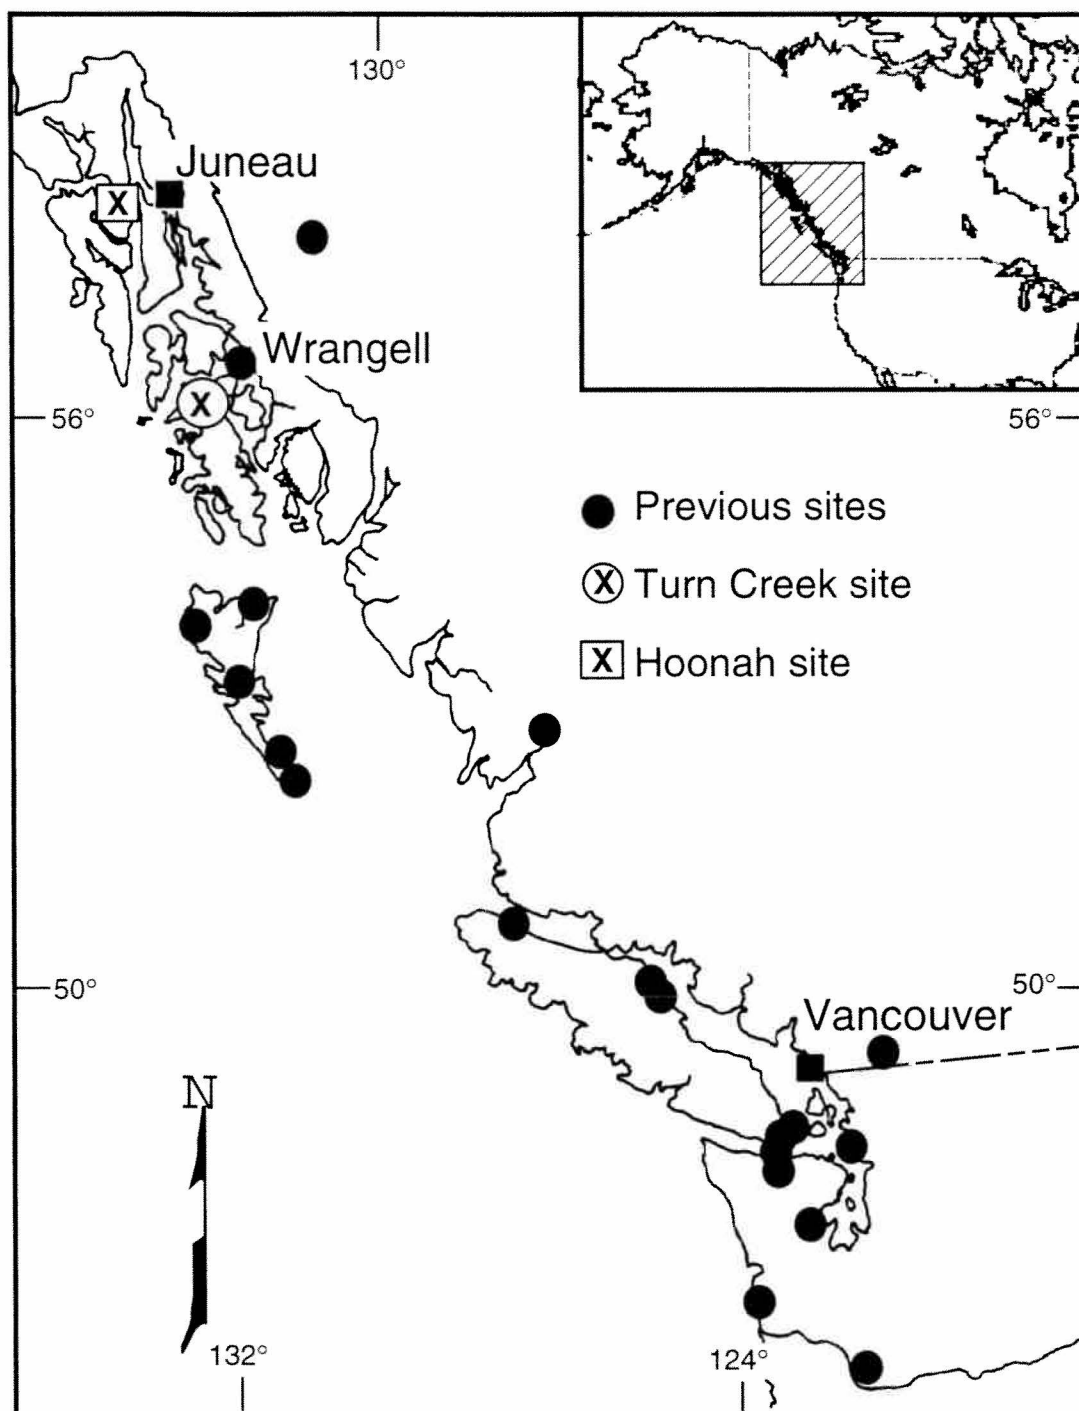 130°
Juneau
X
Wrangell
X
56°
56°
Previous sites
X Turn Creek site
X Hoonah site
50°
50°
Vancouver
N
132°
124°